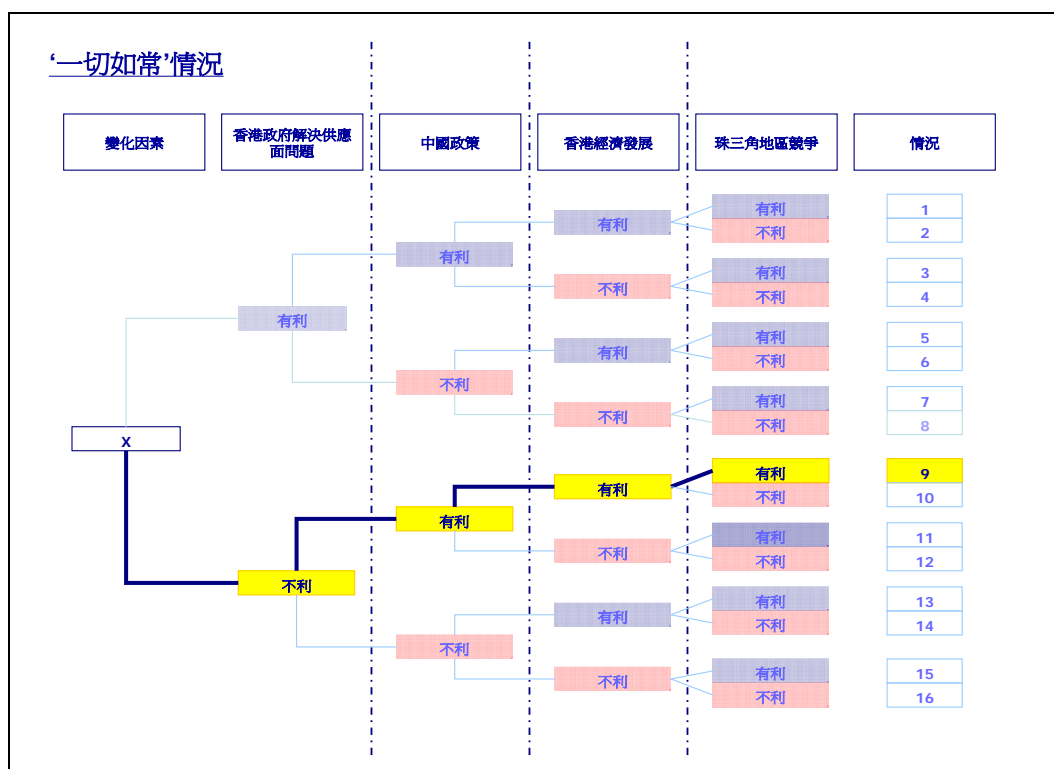 ‘一切如常’情況
變化因素
香港政府解決供應
面問題
中國政策
香港經濟發展
珠三角地區競爭
情況
有利
1
有利
不利
2
有利
有利
3
不利
不利
4
有利
有利
5
有利
不利
6
不利
有利
7
不利
不利
8
X
有利
9
有利
不利
10
有利
有利
11
不利
不利
12
不利
有利
13
有利
不利
14
不利
有利
15
不利
不利
16